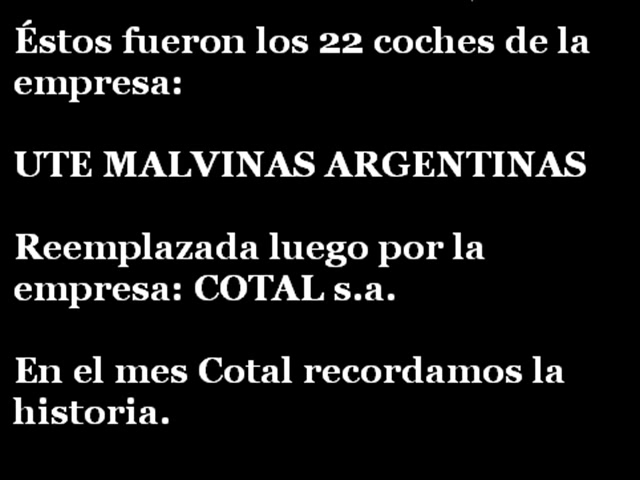 Éstos fueron los 22 coches de la
empresa:
UTE MALVINAS ARGENTINAS
Reemplazada luego por la
empresa: COTAL s.a.
En el mes Cotal recordamos la
historia.